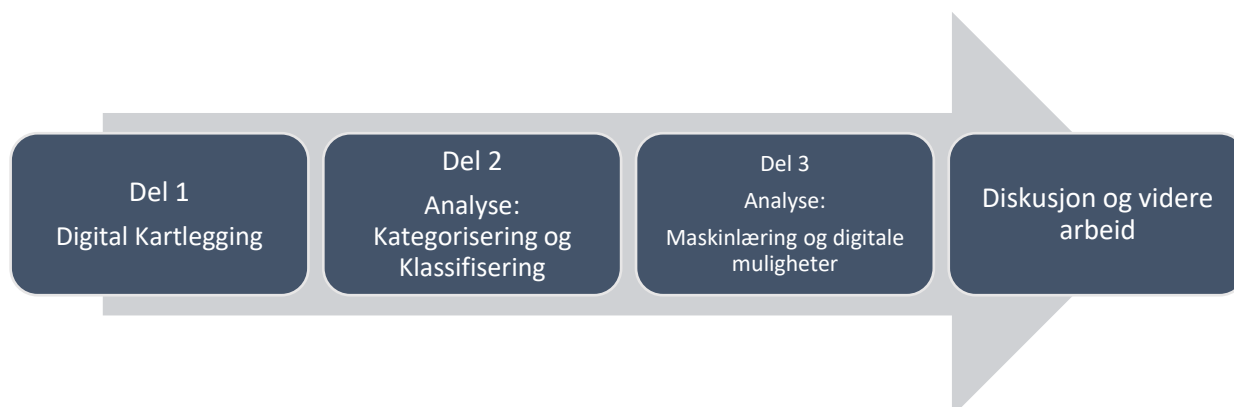 Del 1
Digital Kartlegging
Del 2
Analyse:
Kategorisering og
Klassifisering
Del 3
Analyse:
Maskinlæring og digitale
muligheter
Diskusjon og videre
arbeid